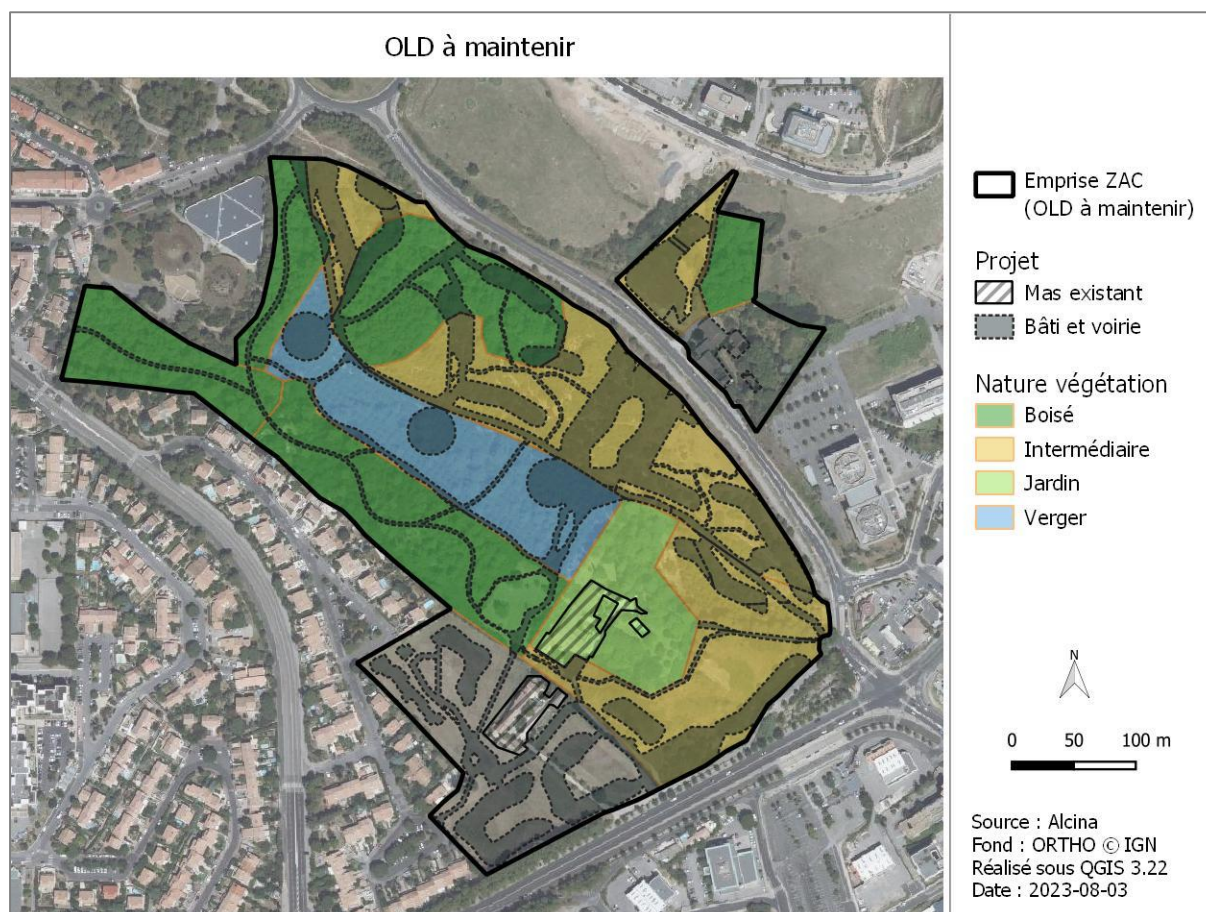 OLD à maintenir
Emprise ZAC
(OLD à maintenir)
Projet
Mas existant
Bâti et voirie
Nature végétation
Boisé
Intermédiaire
Jardin
Verger
N
0 50 100 m
Source : Alcina
Fond : ORTHO © IGN
Réalisé sous QGIS 3.22
Date : 2023-08-03